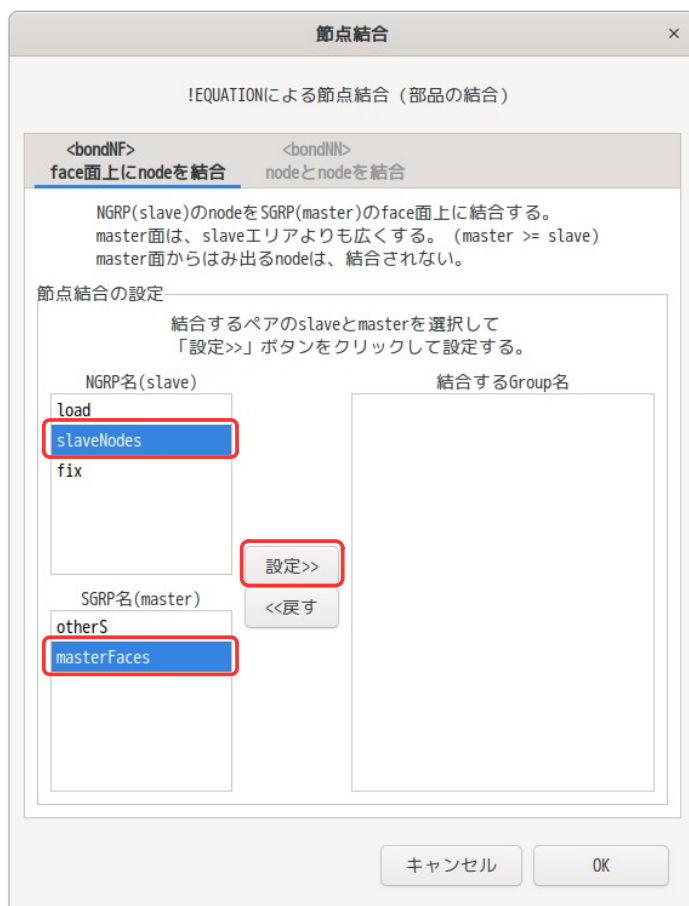 節点結合
×
!EQUATIONによる節点結合 (部品の結合)
<bondNF>
face面上にnodeを結合
<bondNN>
nodeとnodeを結合
NGRP(slave)のnodeをSGRP(master)のface面上に結合する。
master面は、slaveエリアよりも広くする。 (master >= slave)
master面からはみ出るnodeは、結合されない。
節点結合の設定
結合するペアのslaveとmasterを選択して
「設定>>」ボタンをクリックして設定する。
NGRP名(slave)
load
slaveNodes
fix
設定>>
<<戻す
SGRP名(master)
otherS
masterFaces
結合するGroup名
キャンセル
OK